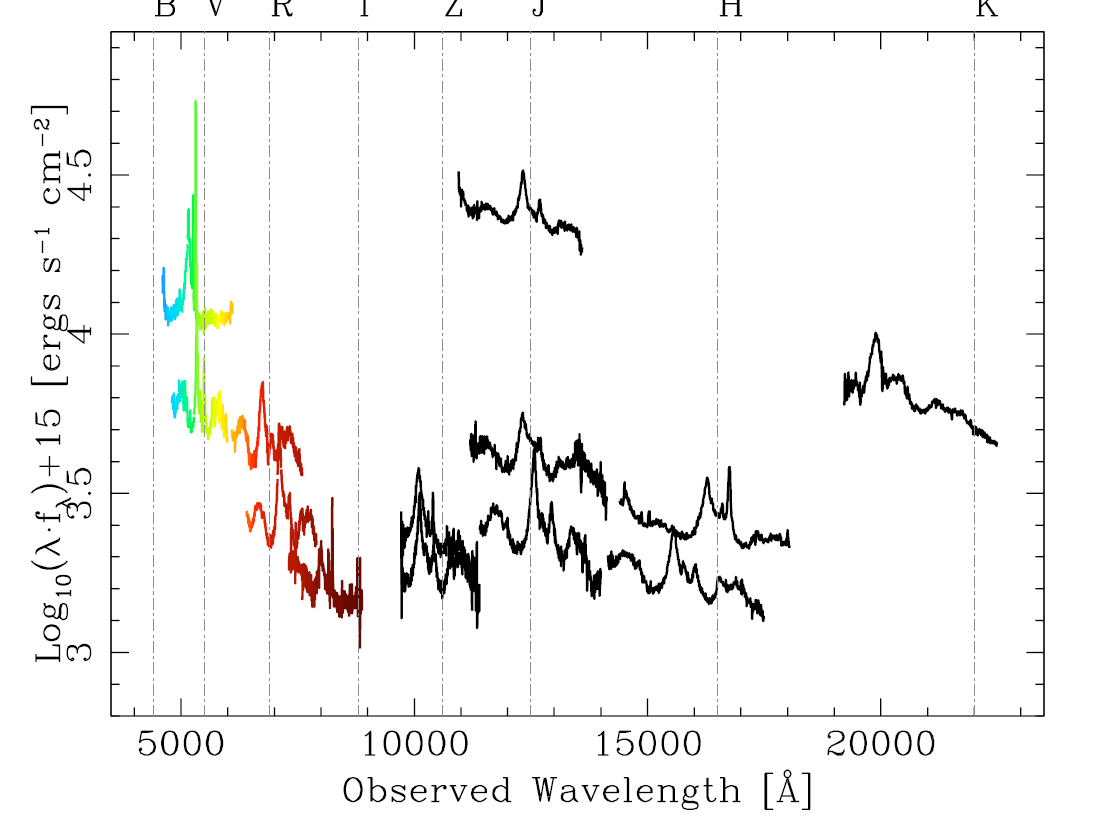 B V R I Z J H K
4.5
4
3.5
3
Log10(λ·fλ)+15 [ergs s−1 cm−2]
5000 10000 15000 20000
Observed Wavelength [Å]